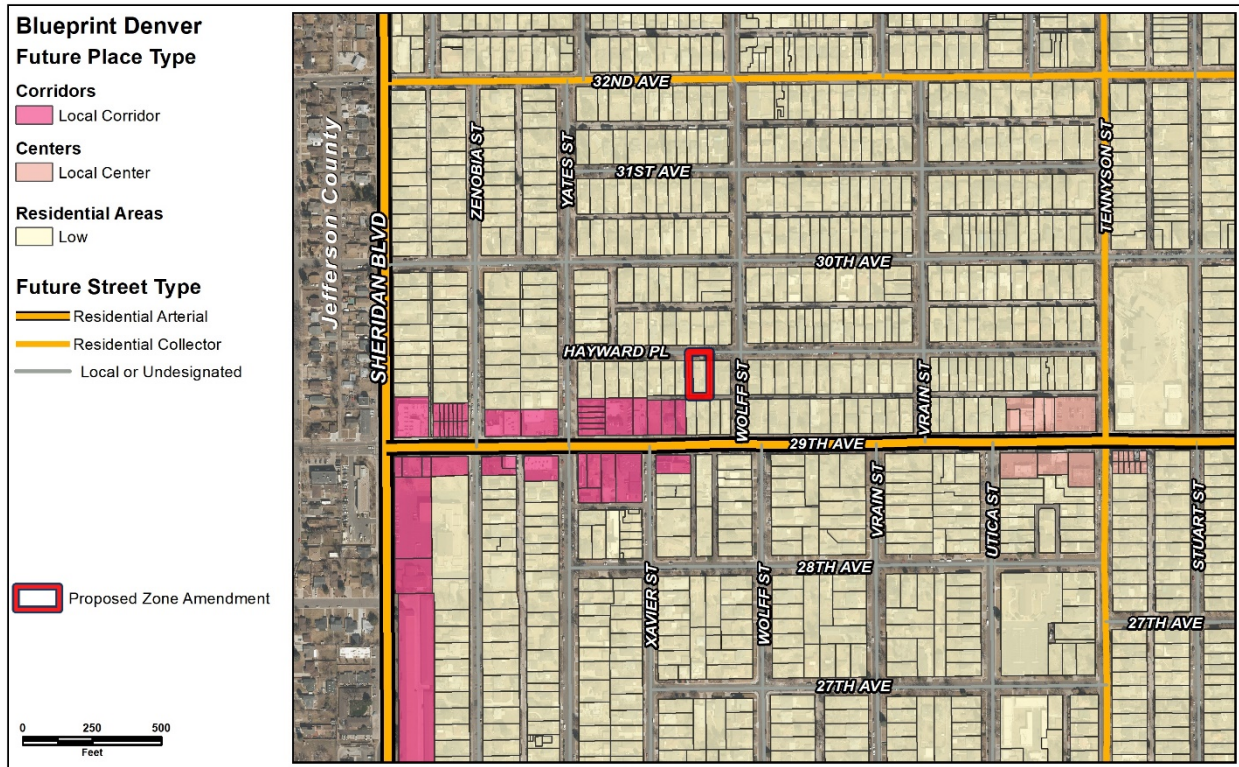 Blueprint Denver
Future Place Type
Corridors
Local Corridor
Centers
Local Center
Residential Areas
Low
Future Street Type
Residential Arterial
Residential Collector
Local or Undesignated
Proposed Zone Amendment
0 250 500
Feet
Jefferson County
SHERIDAN BLVD
32ND AVE
ZENOBIA ST
YATES ST
31ST AVE
TENNYSON ST
30TH AVE
HAYWARD PL
WOLFF ST
VRAIN ST
29TH AVE
XAVIER ST
WOLFF ST
VRAIN ST
UTICA ST
STUART ST
28TH AVE
27TH AVE
27TH AVE